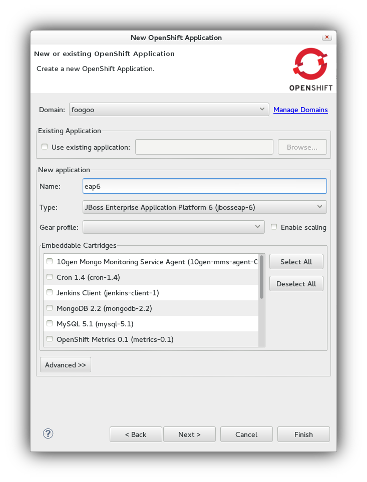 New OpenShift Application
New or existing OpenShift Application
Create a new OpenShift Application.
OPENSHIFT
Domain: foogoo Manage Domains
Existing Application
Use existing application: Browse...
New application
Name: eap6
Type: JBoss Enterprise Application Platform 6 (jbosseap-6)
Gear profile: Enable scaling
Embeddable Cartridges
10gen Mongo Monitoring Service Agent (10gen-mms-agent-0 Select All
Cron 1.4 (cron-1.4) Deselect All
Jenkins Client (jenkins-client-1)
MongoDB 2.2 (mongodb-2.2)
MySQL 5.1 (mysql-5.1)
OpenShift Metrics 0.1 (metrics-0.1)
Advanced >>
? < Back Next > Cancel Finish